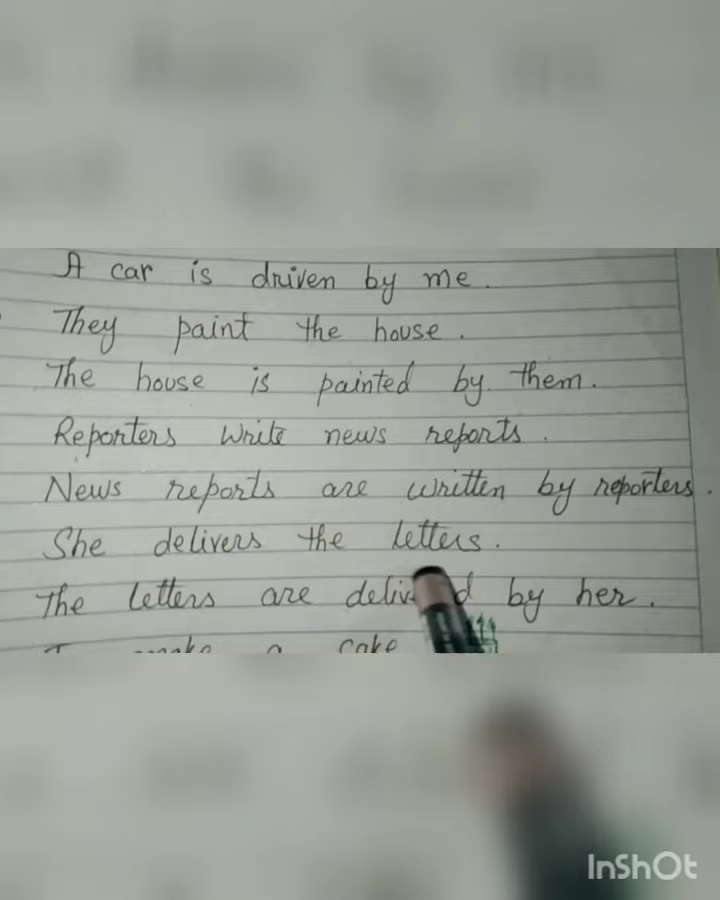 A car is driven by me.
They paint the house.
The house is painted by them.
Reporters write news reports.
News reports are written by reporters.
She delivers the letters.
The letters are by her.
make a cake
InShOt